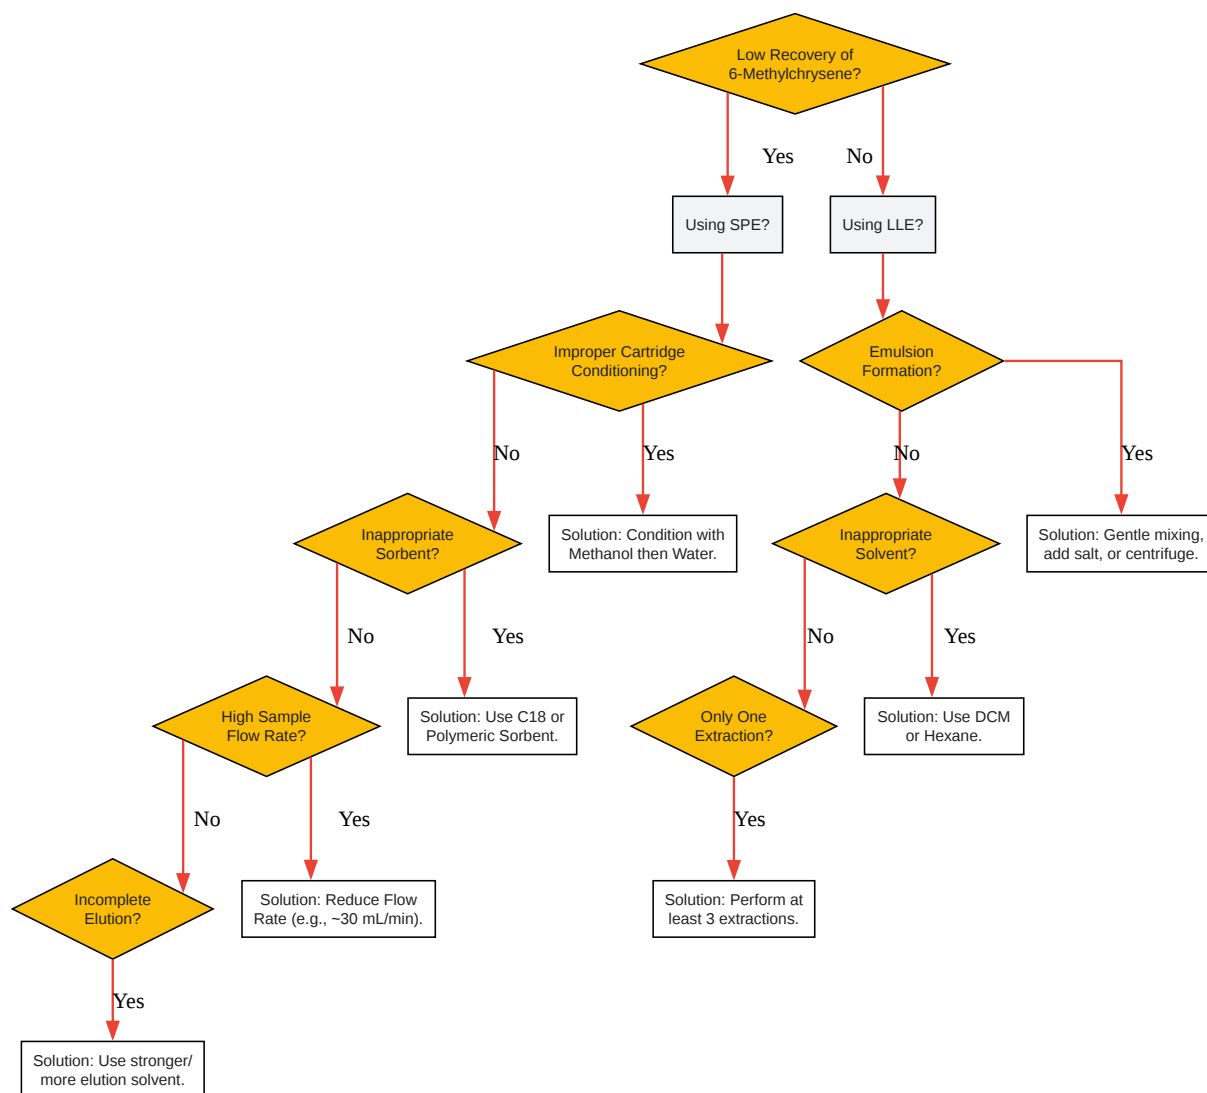 Low Recovery of
6-Methylchrysene?
Yes
No
Using SPE?
Using LLE?
Improper Cartridge
Conditioning?
Emulsion
Formation?
No
Yes
No
Yes
Inappropriate
Sorbent?
Solution: Condition with
Methanol then Water.
Inappropriate
Solvent?
Solution: Gentle mixing,
add salt, or centrifuge.
No
Yes
No
Yes
High Sample
Flow Rate?
Solution: Use C18 or
Polymeric Sorbent.
Only One
Extraction?
Solution: Use DCM
or Hexane.
No
Yes
Yes
Incomplete
Elution?
Solution: Reduce Flow
Rate (e.g., ~30 mL/min).
Solution: Perform at
least 3 extractions.
Yes
Solution: Use stronger/
more elution solvent.